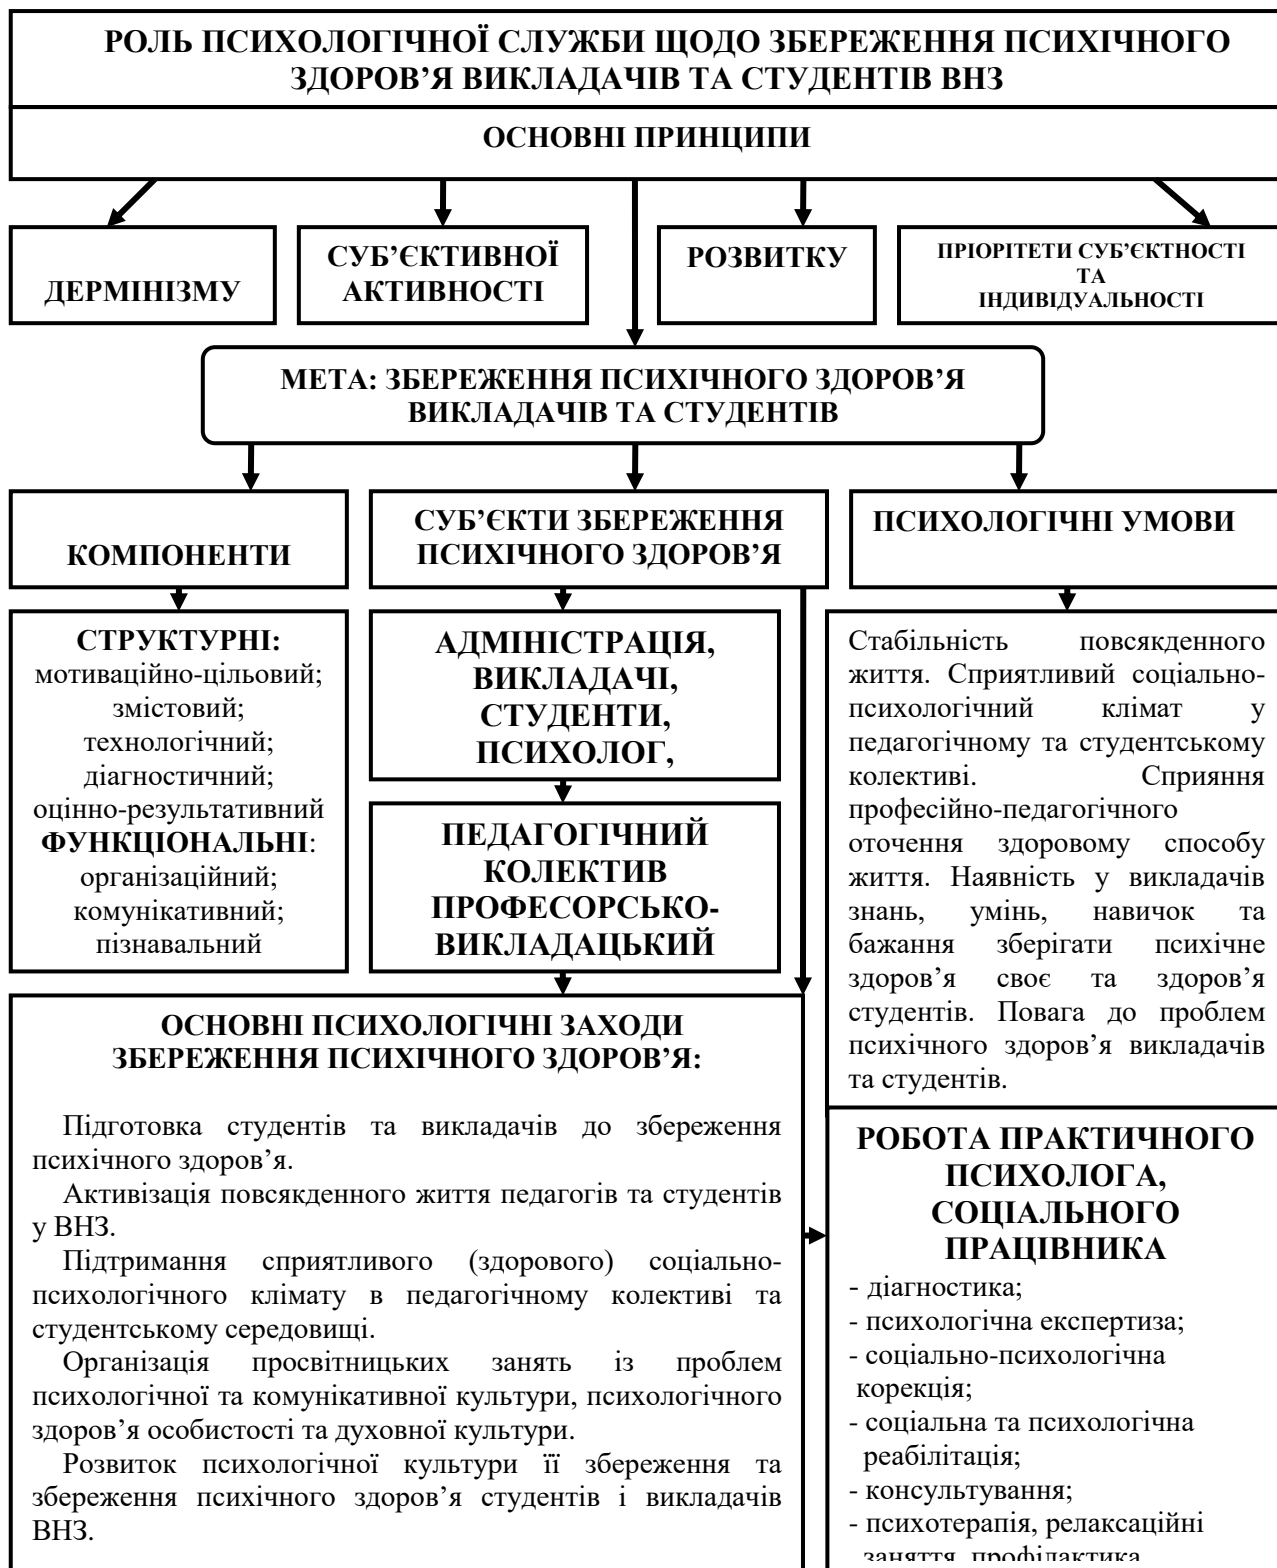 РОЛЬ ПСИХОЛОГІЧНОЇ СЛУЖБИ ЩОДО ЗБЕРЕЖЕННЯ ПСИХІЧНОГО
ЗДОРОВ’Я ВИКЛАДАЧІВ ТА СТУДЕНТІВ ВНЗ
ОСНОВНІ ПРИНЦИПИ
ДЕРМІНІЗМУ
СУБ’ЄКТИВНОЇ
АКТИВНОСТІ
РОЗВИТКУ
ПРІОРІТЕТИ СУБ’ЄКТНОСТІ
ТА
ІНДИВІДУАЛЬНОСТІ
МЕТА: ЗБЕРЕЖЕННЯ ПСИХІЧНОГО ЗДОРОВ’Я
ВИКЛАДАЧІВ ТА СТУДЕНТІВ
КОМПОНЕНТИ
СУБ’ЄКТИ ЗБЕРЕЖЕННЯ
ПСИХІЧНОГО ЗДОРОВ’Я
ПСИХОЛОГІЧНІ УМОВИ
СТРУКТУРНІ:
мотиваційно-цільовий;
змістовий;
технологічний;
діагностичний;
оцінно-результативний
ФУНКЦІОНАЛЬНІ:
організаційний;
комунікативний;
пізнавальний
АДМІНІСТРАЦІЯ,
ВИКЛАДАЧІ,
СТУДЕНТИ,
ПСИХОЛОГ,
ПЕДАГОГІЧНИЙ
КОЛЕКТИВ
ПРОФЕСОРСЬКО-
ВИКЛАДАЦЬКИЙ
Стабільність повсякденного
життя. Сприятливий соціально-
психологічний клімат у
педагогічному та студентському
колективі. Сприяння
професійно-педагогічного
оточення здоровому способу
життя. Наявність у викладачів
знань, умінь, навичок та
бажання зберігати психічне
здоров’я своє та здоров’я
студентів. Повага до проблем
психічного здоров’я викладачів
та студентів.
ОСНОВНІ ПСИХОЛОГІЧНІ ЗАХОДИ
ЗБЕРЕЖЕННЯ ПСИХІЧНОГО ЗДОРОВ’Я:
Підготовка студентів та викладачів до збереження
психічного здоров’я.
Активізація повсякденного життя педагогів та студентів
у ВНЗ.
Підтримання сприятливого (здорового) соціально-
психологічного клімату в педагогічному колективі та
студентському середовищі.
Організація просвітницьких занять із проблем
психологічної та комунікативної культури, психологічного
здоров’я особистості та духовної культури.
Розвиток психологічної культури її збереження та
збереження психічного здоров’я студентів і викладачів
ВНЗ.
РОБОТА ПРАКТИЧНОГО
ПСИХОЛОГА,
СОЦІАЛЬНОГО
ПРАЦІВНИКА
- діагностика;
- психологічна експертиза;
- соціально-психологічна
корекція;
- соціальна та психологічна
реабілітація;
- консультування;
- психотерапія, релаксаційні
заняття, профілактика